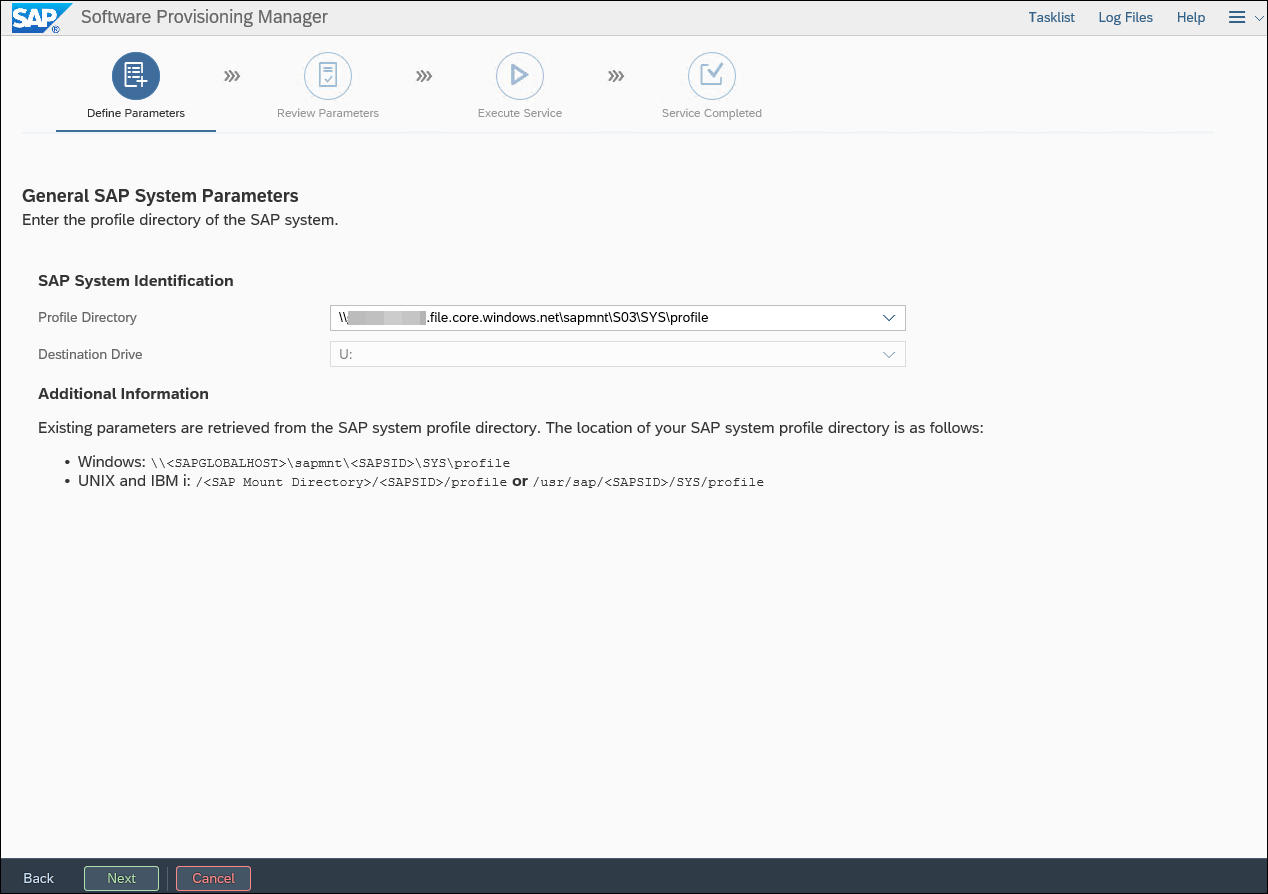 SAP® Software Provisioning Manager
Tasklist Log Files Help
Define Parameters Review Parameters Execute Service Service Completed
General SAP System Parameters
Enter the profile directory of the SAP system.
SAP System Identification
Profile Directory \\ .file.core.windows.net\sapmnt\S03\SYS\profile
Destination Drive U:
Additional Information
Existing parameters are retrieved from the SAP system profile directory. The location of your SAP system profile directory is as follows:
• Windows: \\<SAPGLOBALHOST>\sapmnt\<SAPSID>\SYS\profile
• UNIX and IBM i: /<SAP Mount Directory>/<SAPSID>/profile or /usr/sap/<SAPSID>/SYS/profile
Back Next Cancel